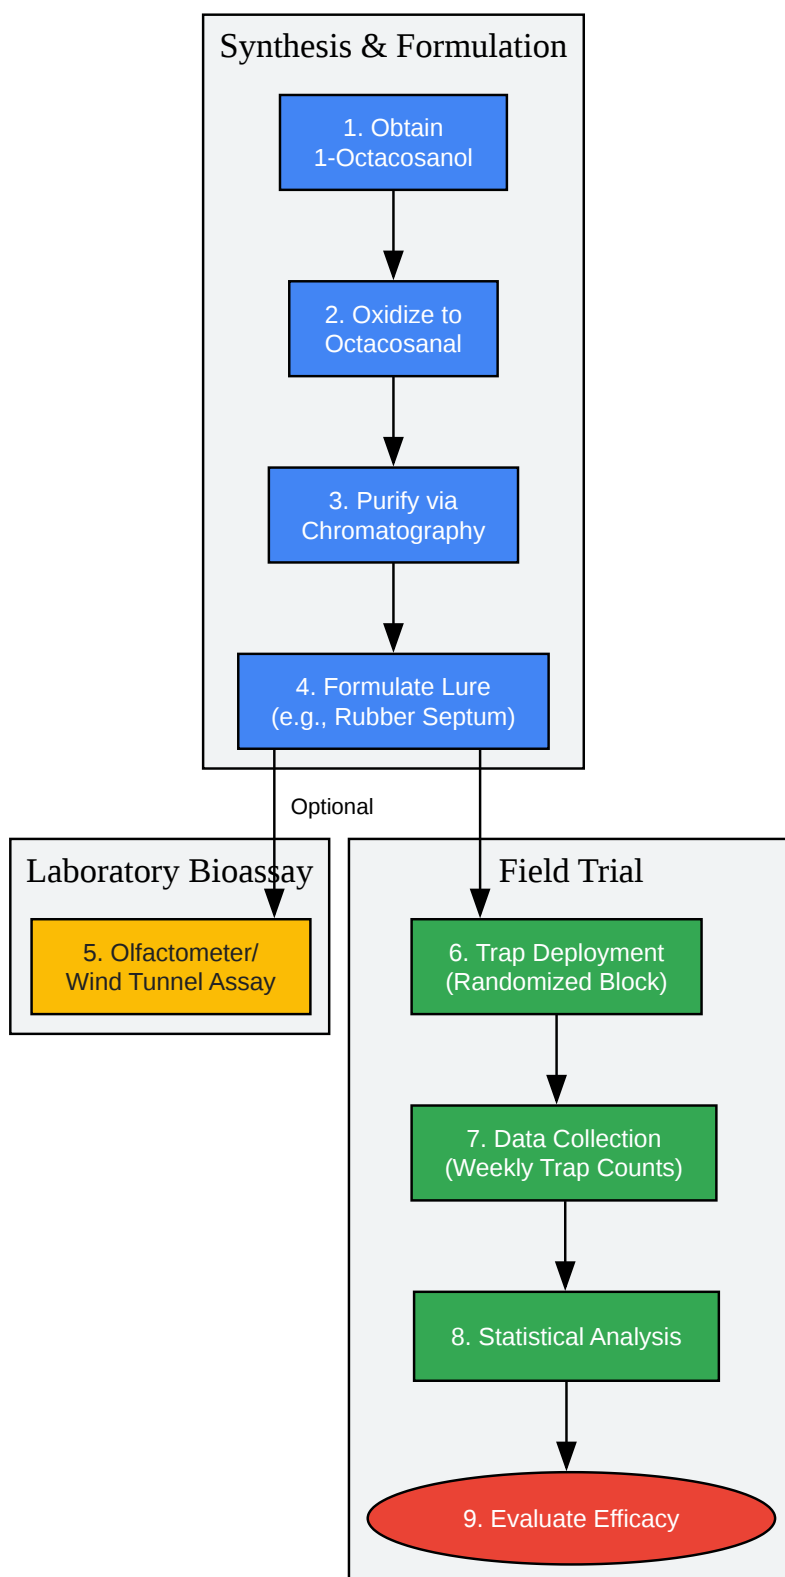 Synthesis & Formulation
1. Obtain
1-Octacosanol
2. Oxidize to
Octacosanal
3. Purify via
Chromatography
4. Formulate Lure
(e.g., Rubber Septum)
Optional
Laboratory Bioassay
5. Olfactometer/
Wind Tunnel Assay
Field Trial
6. Trap Deployment
(Randomized Block)
7. Data Collection
(Weekly Trap Counts)
8. Statistical Analysis
9. Evaluate Efficacy